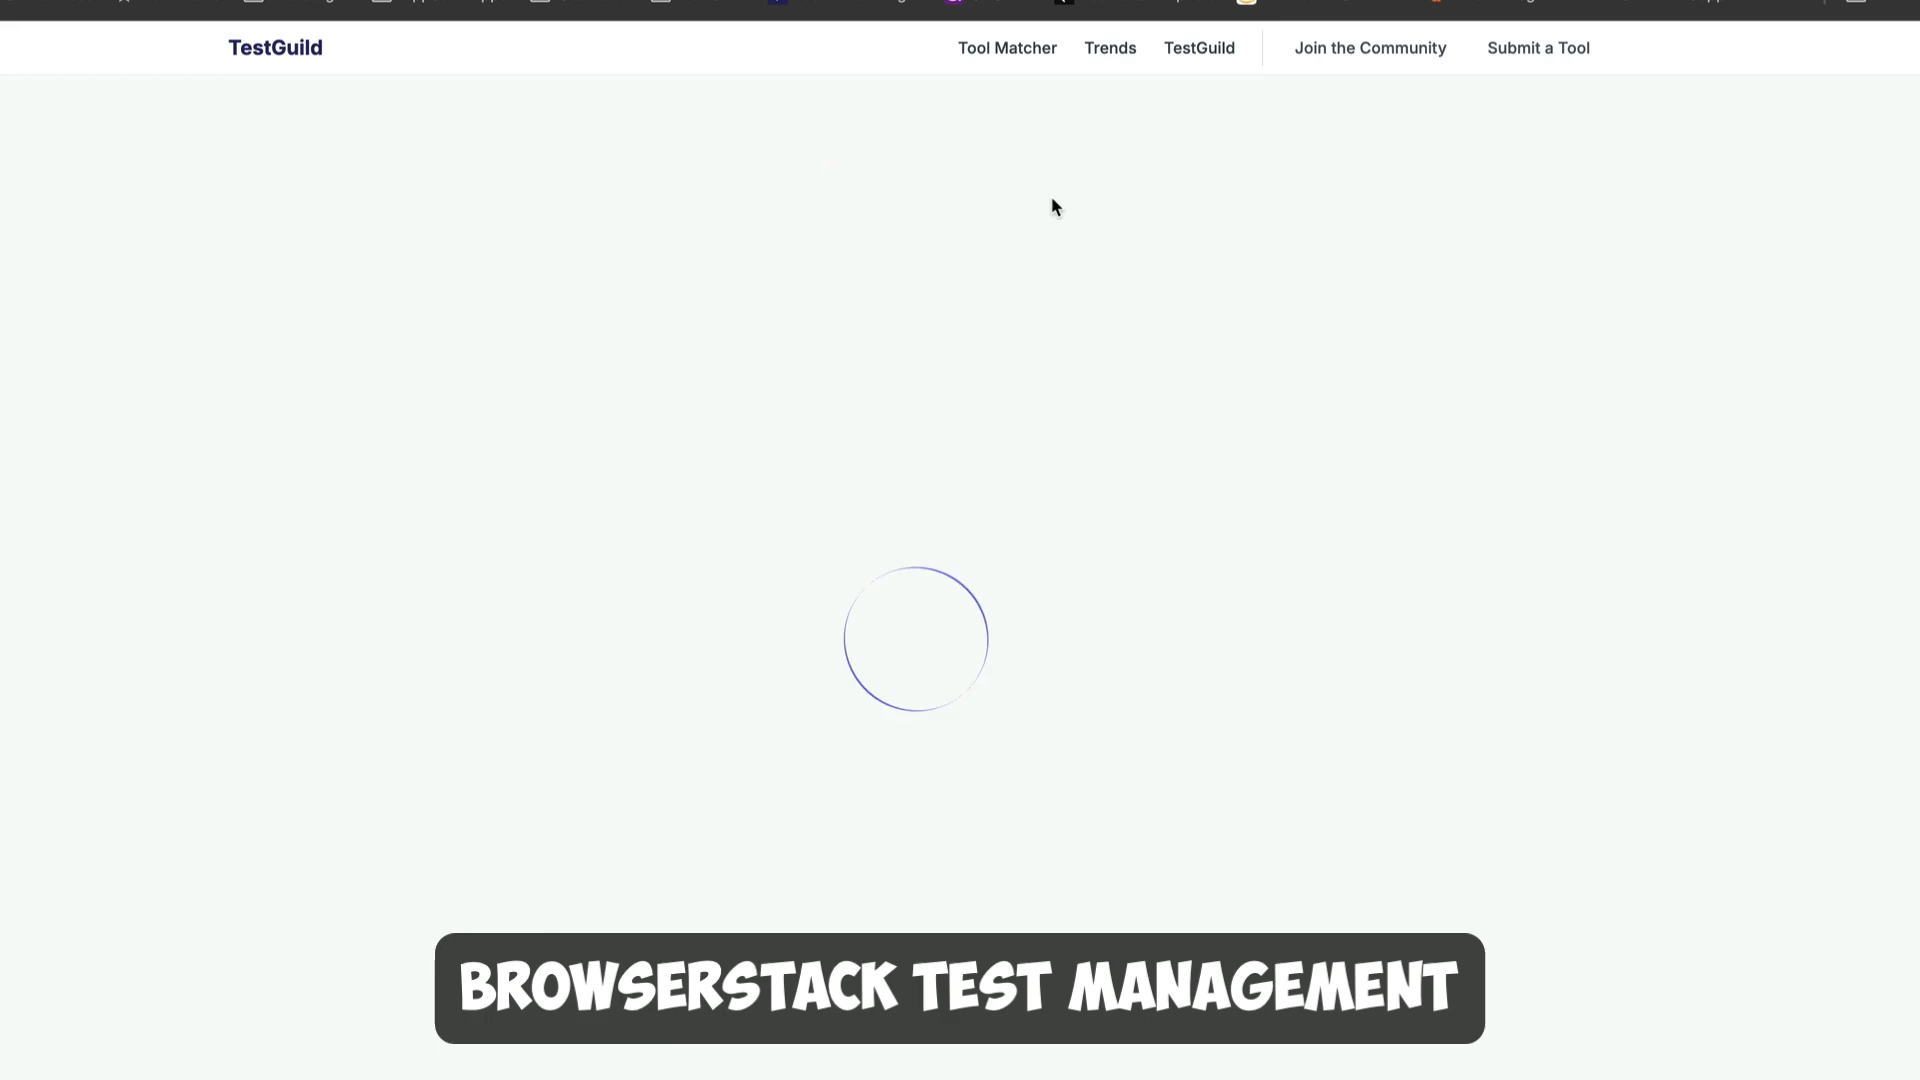 TestGuild
Tool Matcher
Trends
TestGuild
Join the Community
Submit a Tool
BROWSERSTACK TEST MANAGEMENT